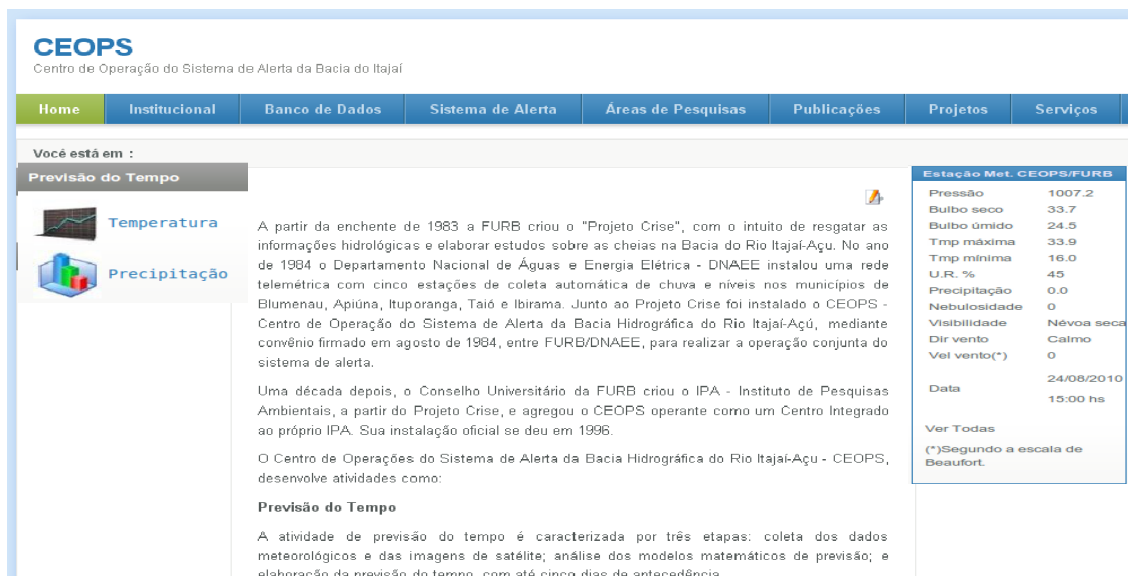 CEOPS
Centro de Operação do Sistema de Alerta da Bacia do Itajaí
Home Institucional Banco de Dados Sistema de Alerta Áreas de Pesquisas Publicações Projetos Serviços
Você está em :
Previsão do Tempo
Temperatura
Precipitação
A partir da enchente de 1983 a FURB criou o "Projeto Crise", com o intuito de resgatar as
informações hidrológicas e elaborar estudos sobre as cheias na Bacia do Rio Itajaí-Açu. No ano
de 1984 o Departamento Nacional de Águas e Energia Elétrica - DNAEE instalou uma rede
telemétrica com cinco estações de coleta automática de chuva e níveis nos municípios de
Blumenau, Apiúna, Ituporanga, Taió e Ibirama. Junto ao Projeto Crise foi instalado o CEOPS -
Centro de Operação do Sistema de Alerta da Bacia Hidrográfica do Rio Itajaí-Açú, mediante
convênio firmado em agosto de 1984, entre FURB/DNAEE, para realizar a operação conjunta do
sistema de alerta.
Uma década depois, o Conselho Universitário da FURB criou o IPA - Instituto de Pesquisas
Ambientais, a partir do Projeto Crise, e agregou o CEOPS operante como um Centro Integrado
ao próprio IPA. Sua instalação oficial se deu em 1996.
O Centro de Operações do Sistema de Alerta da Bacia Hidrográfica do Rio Itajaí-Açu - CEOPS,
desenvolve atividades como:
Previsão do Tempo
A atividade de previsão do tempo é caracterizada por três etapas: coleta dos dados
meteorológicos e das imagens de satélite; análise dos modelos matemáticos de previsão; e
elaboração da previsão do tempo, com até cinco dias de antecedência.
Estação Met. CEOPS/FURB
Pressão 1007.2
Bulbo seco 33.7
Bulbo úmido 24.5
Tmp máxima 33.9
Tmp mínima 16.0
U.R. % 45
Precipitação 0.0
Nebulosidade 0
Visibilidade Névoa seca
Dir vento Calmo
Vel vento(*) 0
Data 24/08/2010
15:00 hs
Ver Todas
(*)Segundo a escala de
Beaufort.